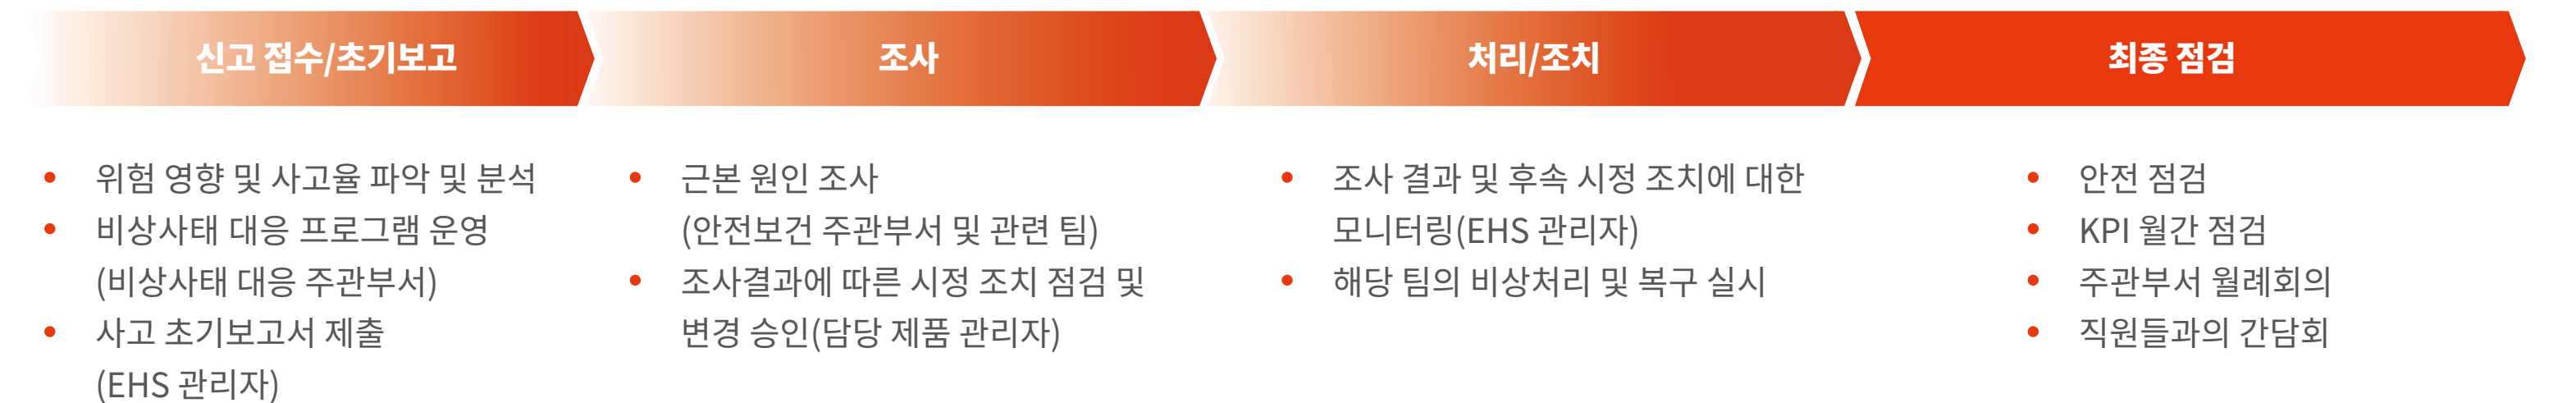 신고 접수/초기보고
위험 영향 및 사고율 파악 및 분석
비상사태 대응 프로그램 운영
(비상사태 대응 주관부서)
사고 초기보고서 제출
(EHS 관리자)
조사
근본 원인 조사
(안전보건 주관부서 및 관련 팀)
조사결과에 따른 시정 조치 점검 및
변경 승인(담당 제품 관리자)
처리/조치
조사 결과 및 후속 시정 조치에 대한
모니터링(EHS 관리자)
해당 팀의 비상처리 및 복구 실시
최종 점검
안전 점검
KPI 월간 점검
주관부서 월례회의
직원들과의 간담회